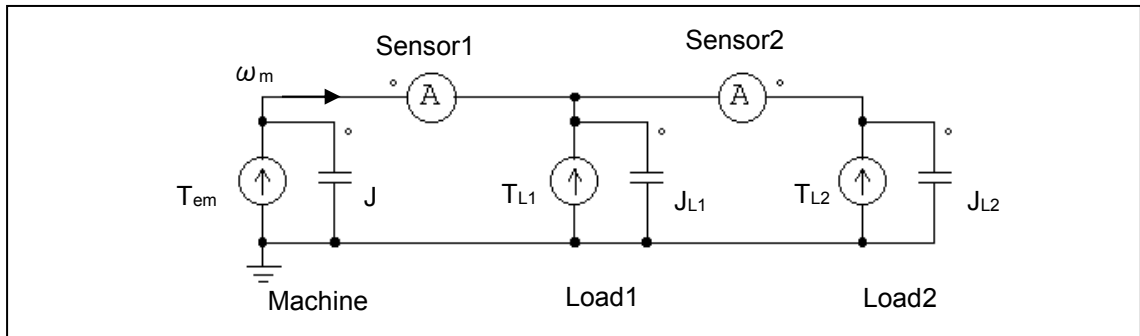 Sensor1
Sensor2
ωm
A
A
Tem
J
TL1
JL1
TL2
JL2
Machine
Load1
Load2